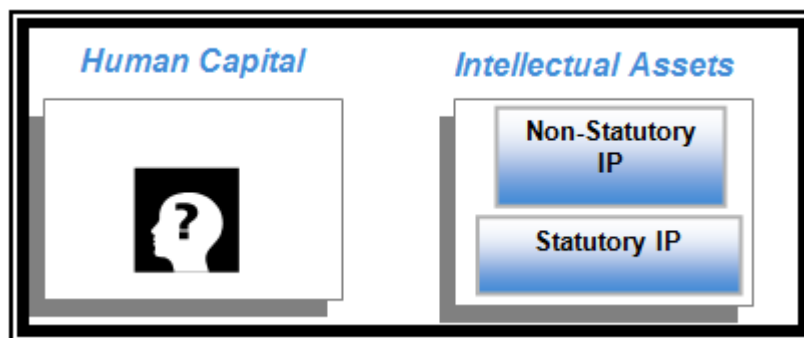 Human Capital
Intellectual Assets
Non-Statutory
IP
?
Statutory IP